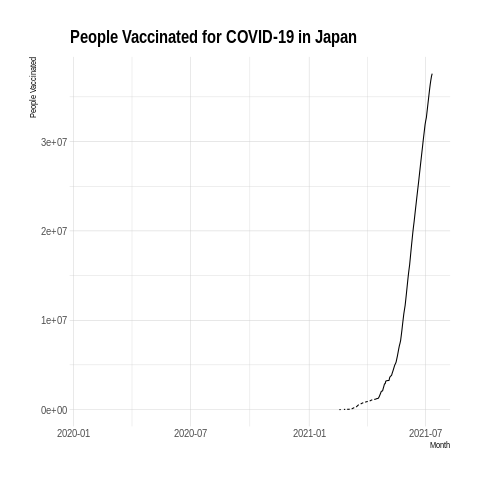 People Vaccinated for COVID-19 in Japan
People Vaccinated
3e+07
2e+07
1e+07
0e+00
2020-01 2020-07 2021-01 2021-07
Month